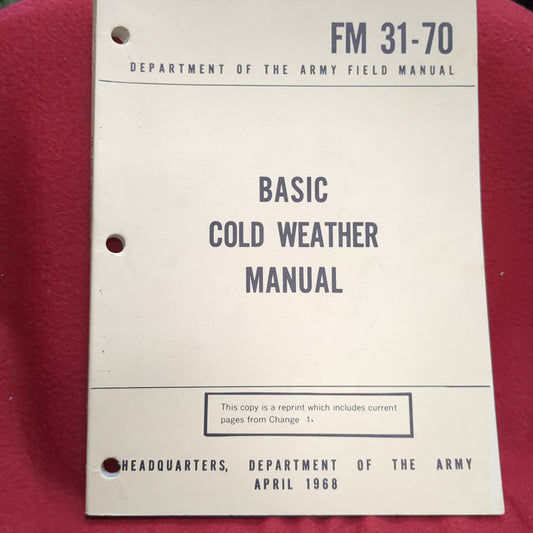 FM 31-70
DEPARTMENT OF THE ARMY FIELD MANUAL
BASIC
COLD WEATHER
MANUAL
This copy is a reprint which includes current
pages from Change 1.
HEADQUARTERS, DEPARTMENT OF THE ARMY
APRIL 1968